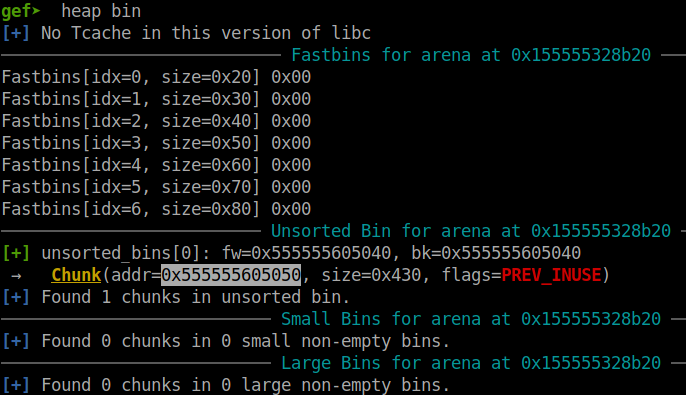 gef➤  heap bin
[+] No Tcache in this version of libc
Fastbins for arena at 0x155555328b20
Fastbins[idx=0, size=0x20] 0x00
Fastbins[idx=1, size=0x30] 0x00
Fastbins[idx=2, size=0x40] 0x00
Fastbins[idx=3, size=0x50] 0x00
Fastbins[idx=4, size=0x60] 0x00
Fastbins[idx=5, size=0x70] 0x00
Fastbins[idx=6, size=0x80] 0x00
Unsorted Bin for arena at 0x155555328b20
[+] unsorted_bins[0]: fw=0x555555605040, bk=0x555555605040
→   Chunk(addr=0x555555605050, size=0x430, flags=PREV_INUSE)
[+] Found 1 chunks in unsorted bin.
Small Bins for arena at 0x155555328b20
[+] Found 0 chunks in 0 small non-empty bins.
Large Bins for arena at 0x155555328b20
[+] Found 0 chunks in 0 large non-empty bins.